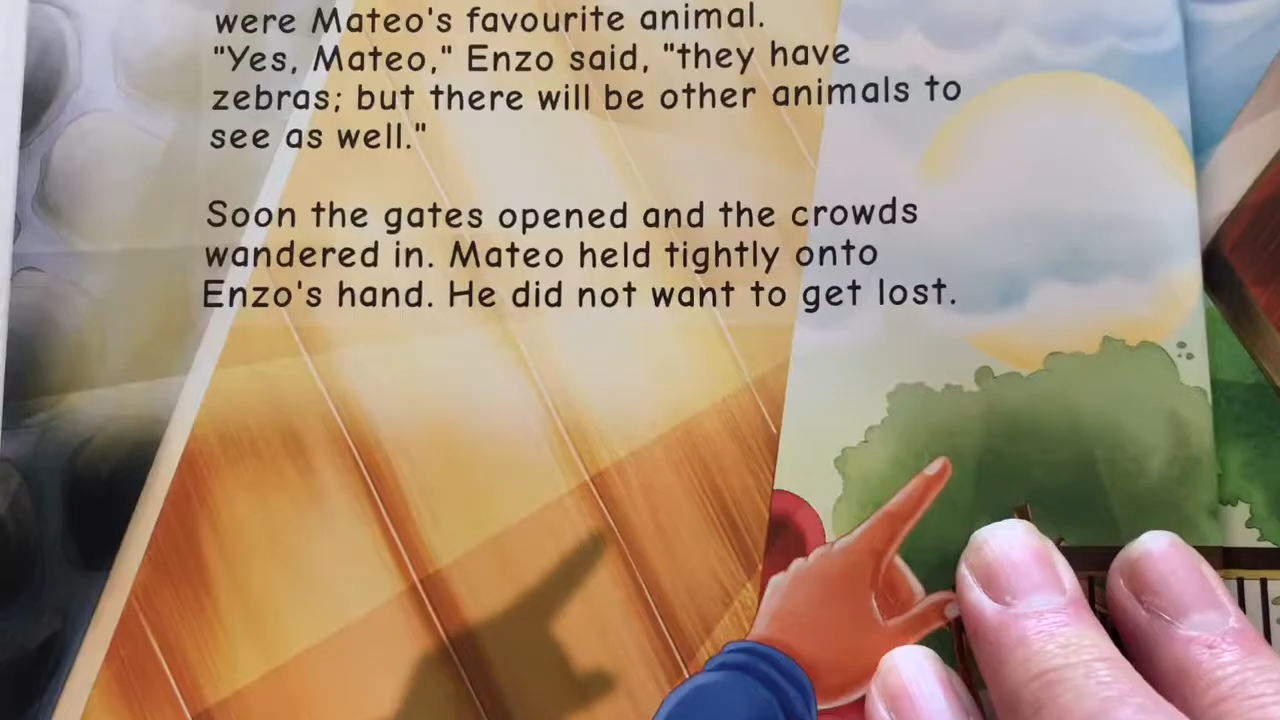 were Mateo's favourite animal.
"Yes, Mateo," Enzo said, "they have
zebras; but there will be other animals to
see as well."
Soon the gates opened and the crowds
wandered in. Mateo held tightly onto
Enzo's hand. He did not want to get lost.